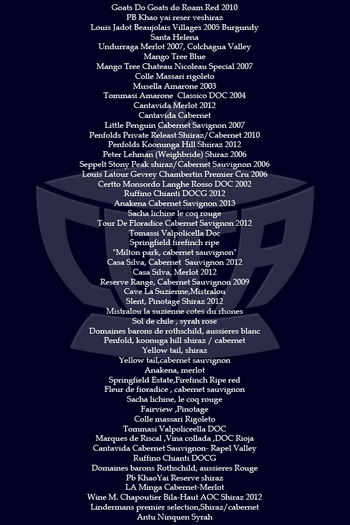 Goats Do Goats do Roam Red 2010
PB Khao yai reser veshiraz
Louis Jadot Beaujolais Villages 2005 Burgundy
Santa Helena
Undurraga Merlot 2007, Colchagua Valley
Mango Tree Blue
Mango Tree Chateau Nicoleau Special 2007
Colle Massari rigoleto
Musella Amarone 2003
Tommasi Amarone  Classico DOC 2004
Cantavida Merlot 2012
Cantavida Cabernet
Little Penguin Cabernet Savignon 2007
Penfolds Private Releast Shiiraz/Cabernet 2010
Penfolds Koonunga Hill Shiraz 2012
Peter Lehman (Weighbride) Shiraz 2006
Seppelt Stony Peak shiraz/Cabernet Sauvignon 2006
Louis Latour Gevrey Chambertin Premier Cru 2006
Certto Monsordo Langhe Rosso DOC 2002
Ruffino Chianti DOCG 2012
Anakena Cabernet Savignon 2013
Sacha lichine le coq rouge
Tour De Floradice Cabernet Savignon 2012
Tomassi Valpolicella Doc
Springfield firefinch ripe
"Milton park, cabernet sauvignon"
Casa Silva, Cabernet  Sauvignon 2012
Casa Silva, Merlot 2012
Reserve Range, Cabernet Sauvignon 2009
Cave La Suzienne,Mistralou
Slent, Pinotage Shiraz 2012
Mistralou la suzienne cotes du rhones
Sol de chile , syrah rose
Domaines barons de rothschild, aussieres blanc
Penfold, koonuga hill shiraz / cabernet
Yellow tail, shiraz
Yellow tail,cabernet sauvignon
Anakena, merlot
Springfield Estate,Firefinch Ripe red
Fleur de fioradice , cabernet sauvignon
Sacha lichine, le coq rouge
Fairview ,Pinotage
Colle massari Rigoleto
Tommasi Valpoliceella DOC
Marques de Riscal ,Vina collada ,DOC Rioja
Cantavida Cabernet Sauvignon- Rapel Valley
Ruffino Chianti DOCG
Domaines barons Rothschild, aussieres Rouge
Pb KhaoYai Reserve shiraz
LA Minga Cabernet-Merlot
Wine M. Chapoutier Bila-Haut AOC Shiraz 2012
Lindermans premier selection,Shiraz/cabernet
Antu Ninquen Syrah